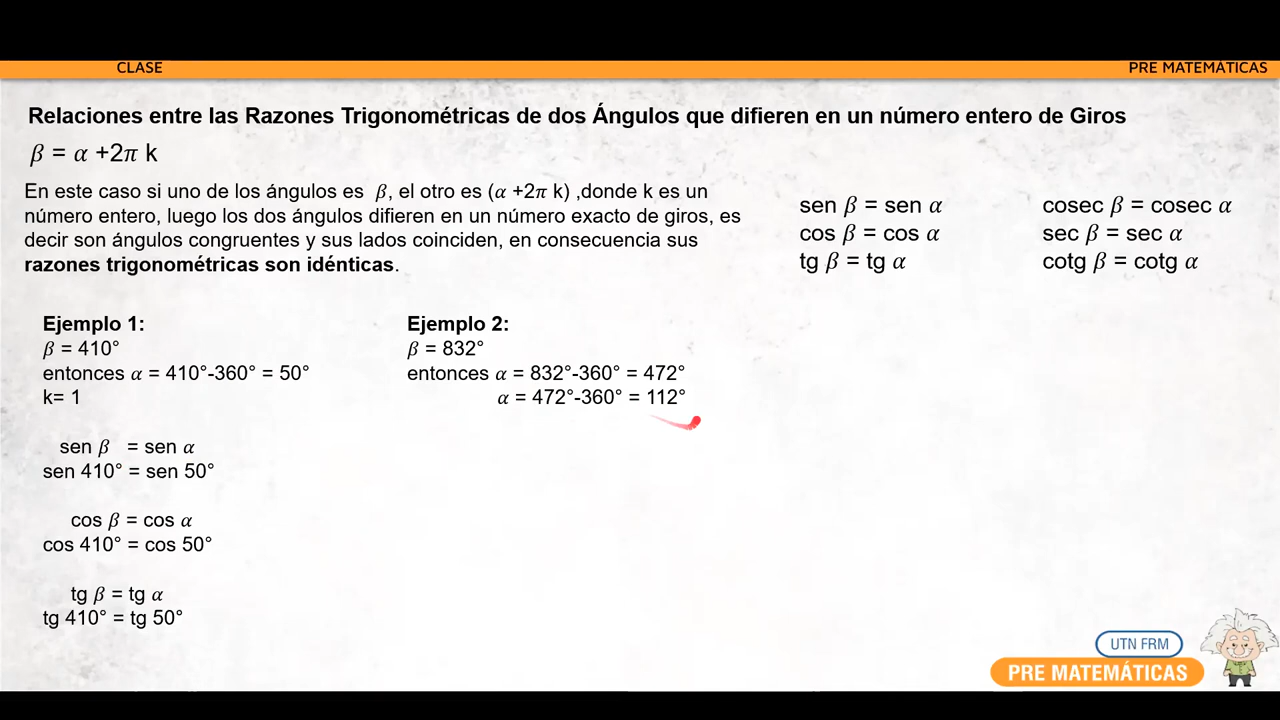 CLASE
PRE MATEMÁTICAS
Relaciones entre las Razones Trigonométricas de dos Ángulos que difieren en un número entero de Giros
β = α +2π k
En este caso si uno de los ángulos es β, el otro es (α +2π k) ,donde k es un
número entero, luego los dos ángulos difieren en un número exacto de giros, es
decir son ángulos congruentes y sus lados coinciden, en consecuencia sus
razones trigonométricas son idénticas.
sen β = sen α
cos β = cos α
tg β = tg α
cosec β = cosec α
sec β = sec α
cotg β = cotg α
Ejemplo 1:
β = 410°
entonces α = 410°-360° = 50°
k= 1
sen β = sen α
sen 410° = sen 50°
cos β = cos α
cos 410° = cos 50°
tg β = tg α
tg 410° = tg 50°
Ejemplo 2:
β = 832°
entonces α = 832°-360° = 472°
α = 472°-360° = 112°
UTN FRM
PRE MATEMÁTICAS